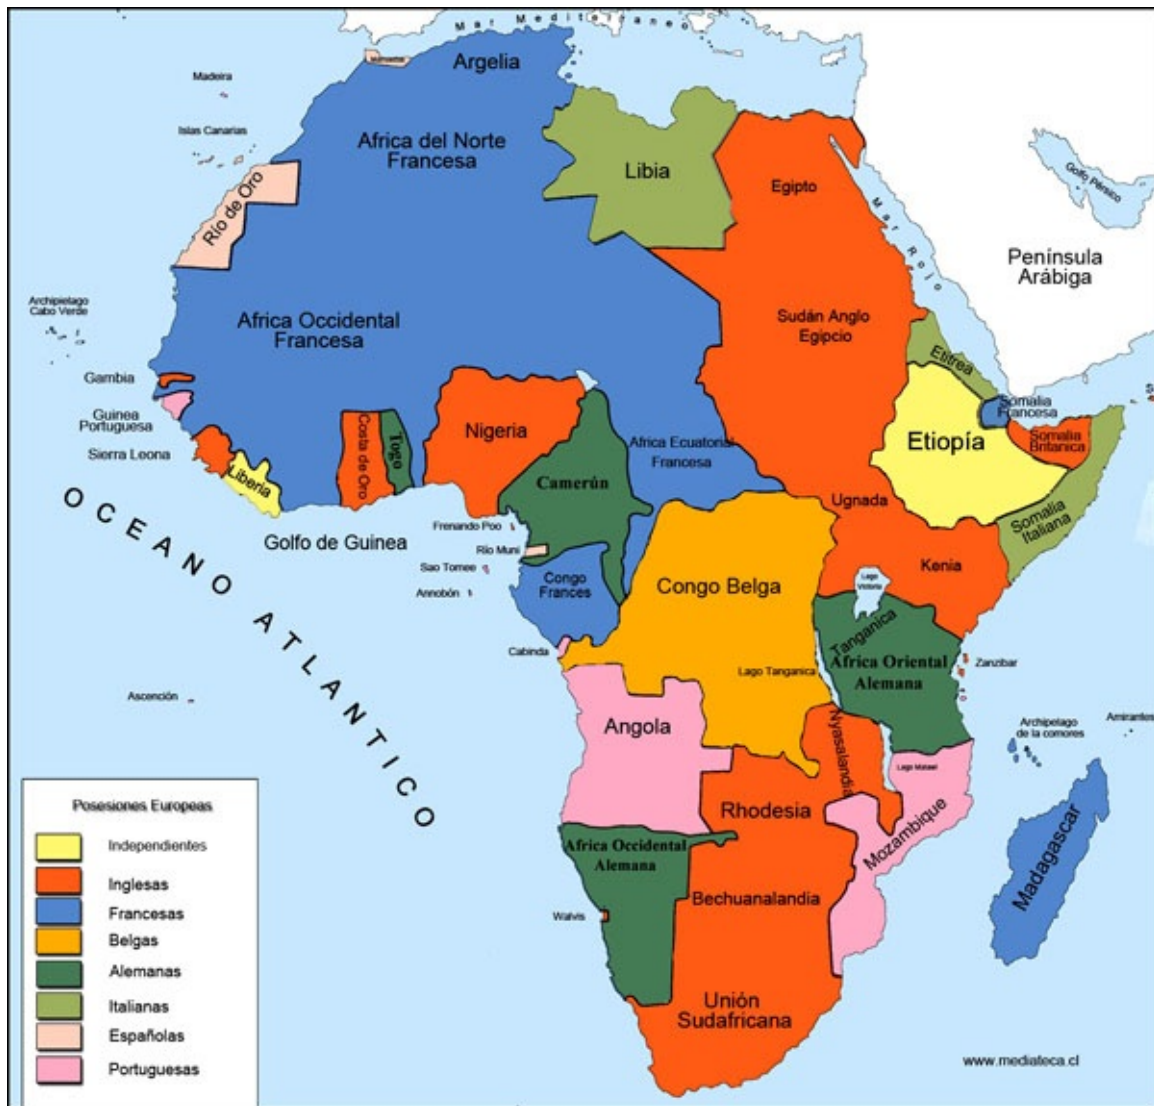 Mar Mediterraneo
Argelia
Madeira
Africa del Norte
Francesa
Islas Canarias
Libia
Golfo Pérsico
Río de Oro
Egipto
Mar Rojo
Península
Arábiga
Archipielago
Cabo Verde
Africa Occidental
Francesa
Sudán Anglo
Egipcio
Etitrea
Gambia
Somalia
Francesa
Guinea
Portuguesa
Costa de Oro
Togo
Nigeria
Africa Ecuatorial
Francesa
Etiopía
Somalia
Britanica
Sierra Leona
Liberia
Camerún
Ugnada
Somalia
Italiana
OCEANO ATLANTICO
Frenando Poo
Golfo de Guinea
Río Muni
Sao Tomee
Annobón
Congo
Frances
Congo Belga
Kenia
Lago
Victoria
Tanganica
Cabinda
Lago Tanganica
Africa Oriental
Alemana
Zanzibar
Ascención
Angola
Nyasalandia
Archipelago
de la comores
Amirantes
Rhodesia
Mozambique
Madagascar
Africa Occidental
Alemana
Bechuanalandia
Walvis
Unión
Sudafricana
Posesiones Europeas
Independientes
Inglesas
Francesas
Belgas
Alemanas
Italianas
Españolas
Portuguesas
www.mediateca.cl